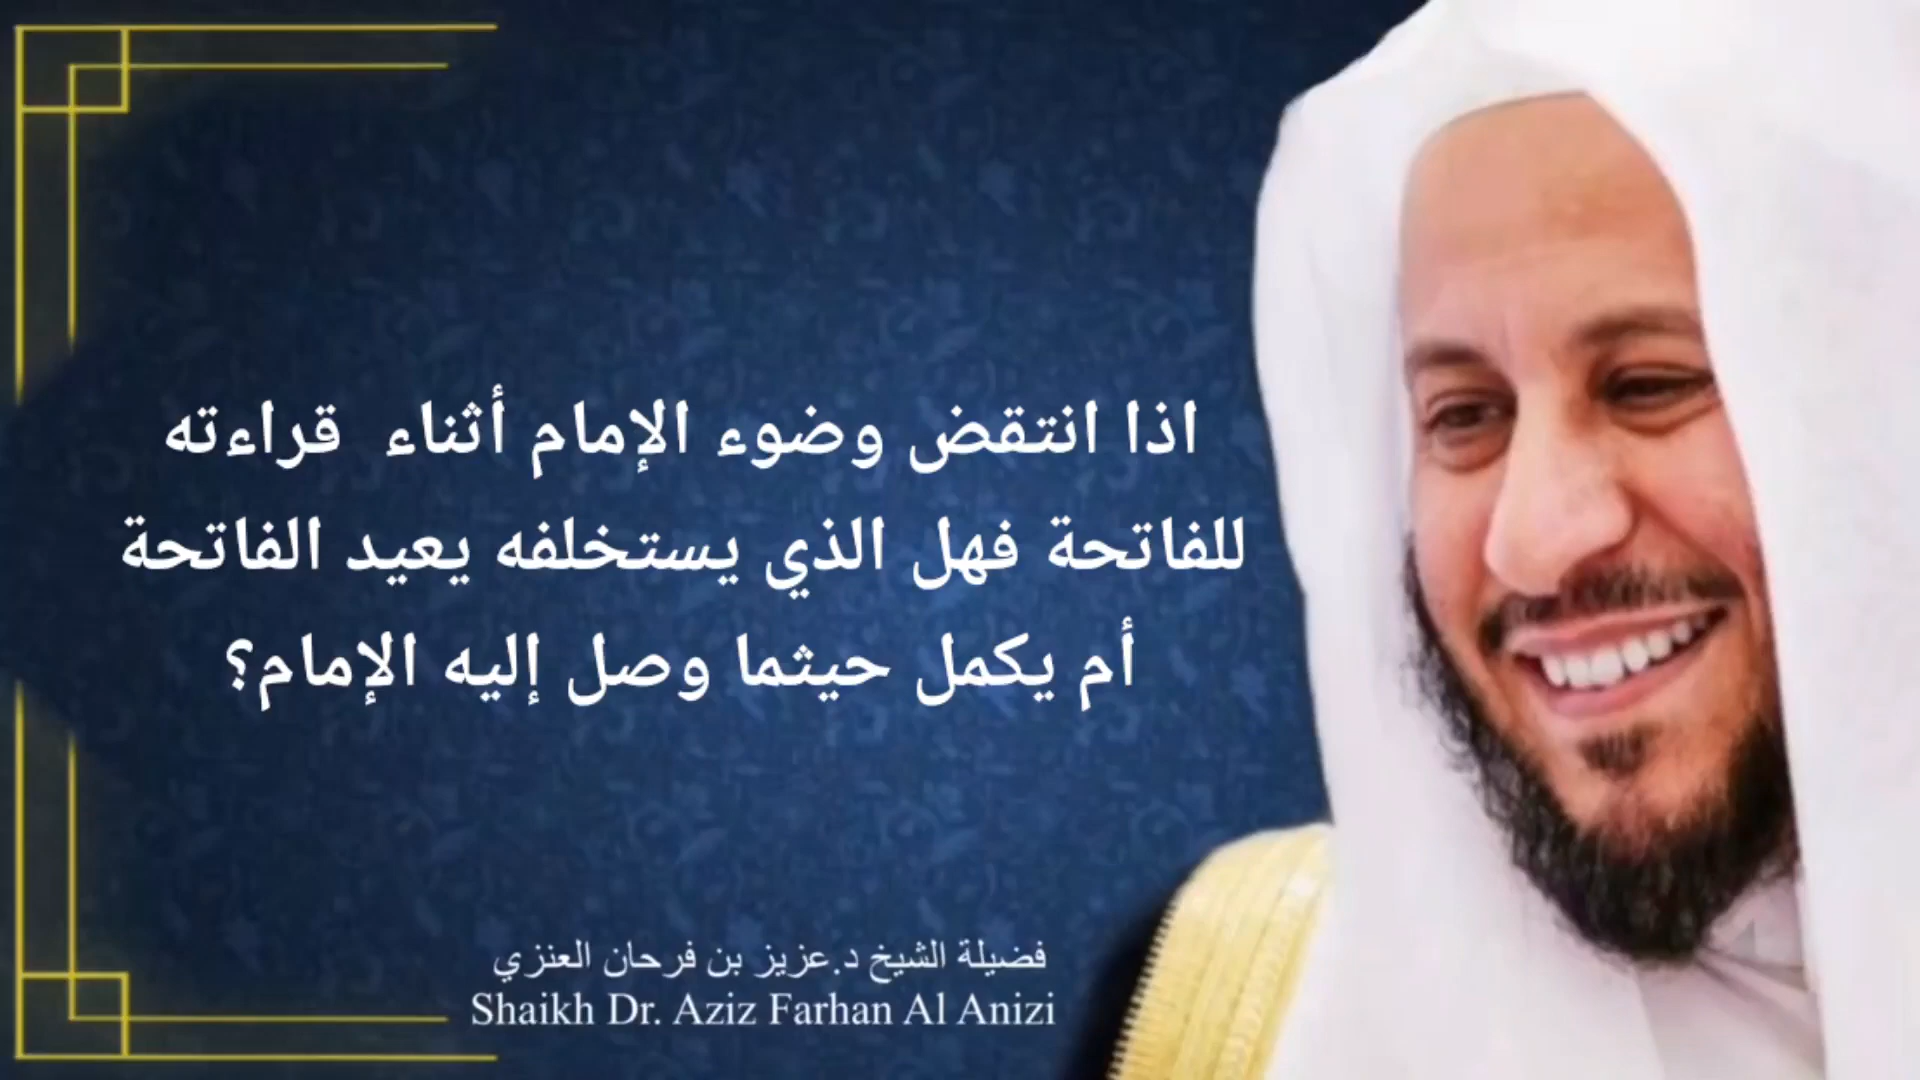 اذا انتقض وضوء الإمام أثناء قراءته
للفاتحة فهل الذي يستخلفه يعيد الفاتحة
أم يكمل حيثما وصل إليه الإمام؟
فضيلة الشيخ د.عزيز بن فرحان العنزي
Shaikh Dr. Aziz Farhan Al Anizi